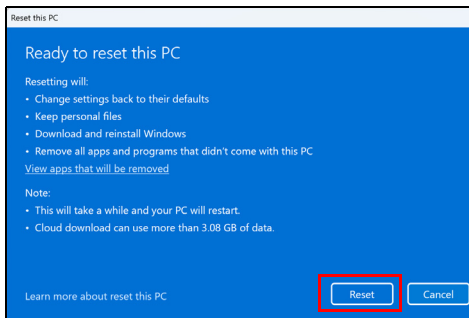 Reset this PC
Ready to reset this PC
Resetting will:
• Change settings back to their defaults
• Keep personal files
• Download and reinstall Windows
• Remove all apps and programs that didn't come with this PC
View apps that will be removed
Note:
• This will take a while and your PC will restart.
• Cloud download can use more than 3.08 GB of data.
Learn more about reset this PC
Reset
Cancel